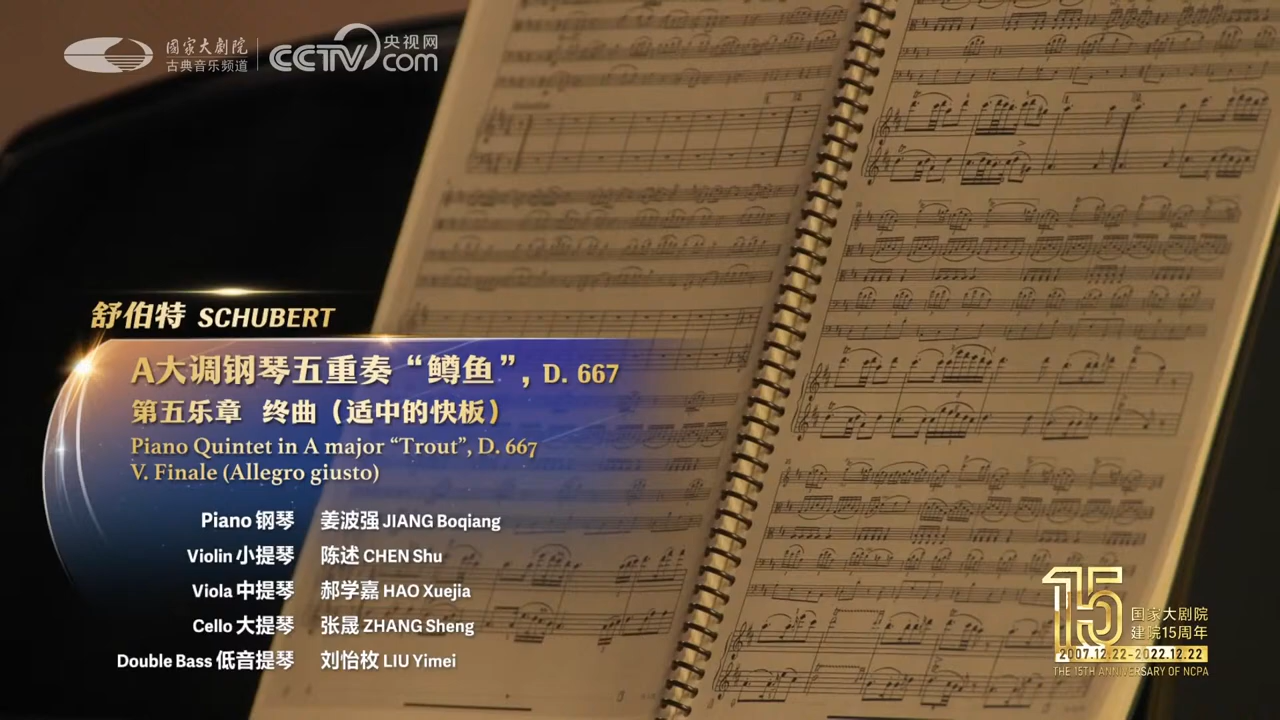 国家大剧院
古典音乐频道
CCTV 央视网
com
舒伯特 SCHUBERT
A大调钢琴五重奏“鳟鱼”, D. 667
第五乐章 终曲（适中的快板）
Piano Quintet in A major “Trout”, D. 667
V. Finale (Allegro giusto)
Piano 钢琴 姜波强 JIANG Boqiang
Violin 小提琴 陈述 CHEN Shu
Viola 中提琴 郝学嘉 HAO Xuejia
Cello 大提琴 张晟 ZHANG Sheng
Double Bass 低音提琴 刘怡枚 LIU Yimei
15
国家大剧院
建院15周年
2007.12.22-2022.12.22
THE 15TH ANNIVERSARY OF NCPA